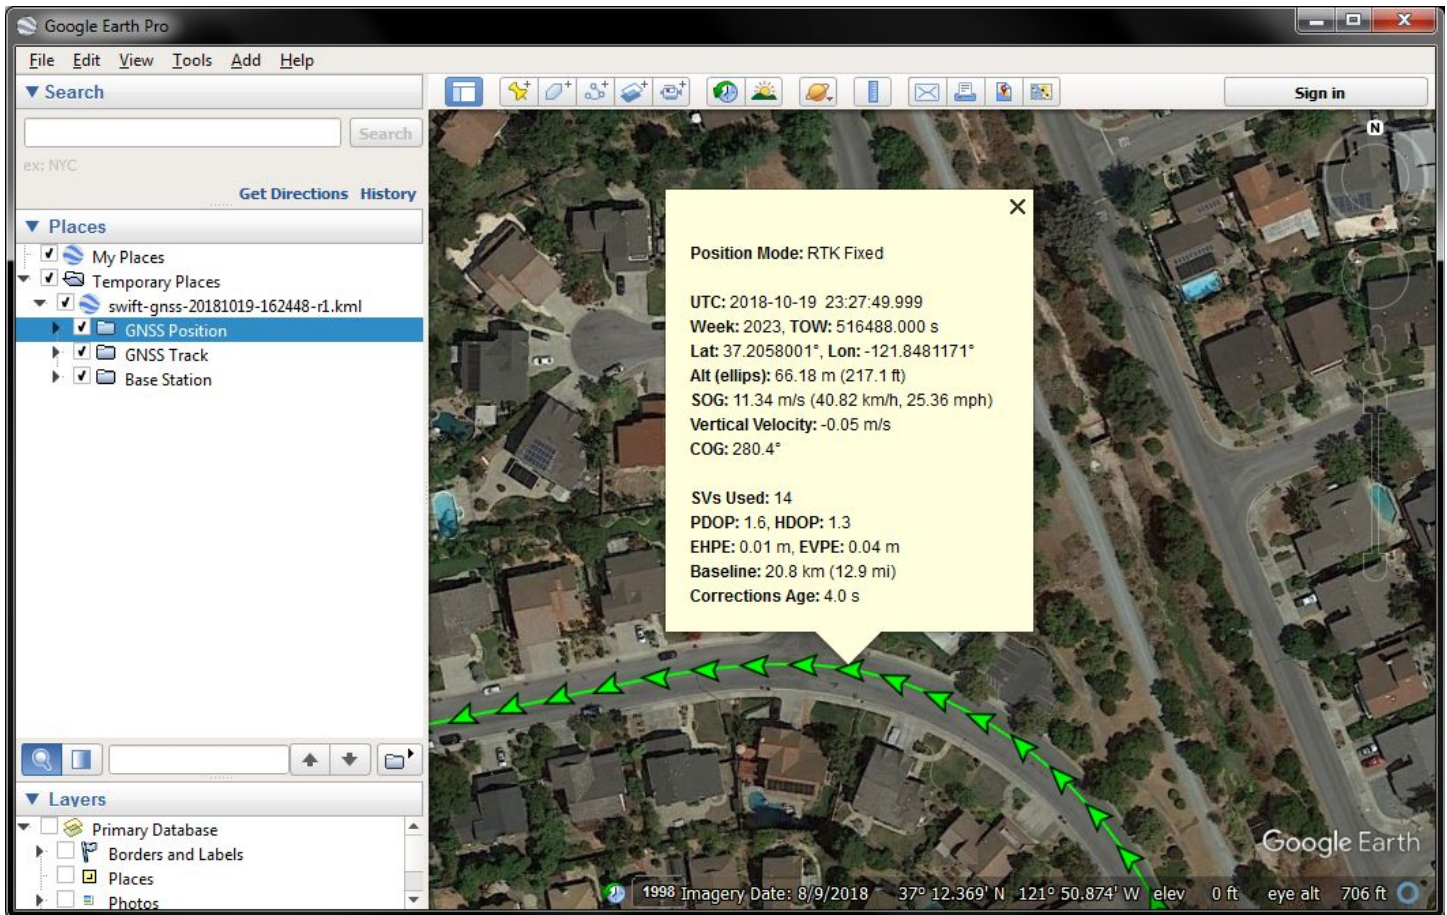 Google Earth Pro
File Edit View Tools Add Help
Search
Sign in
Search
ex: NYC
Get Directions History
Places
My Places
Temporary Places
swift-gnss-20181019-162448-r1.kml
GNSS Position
GNSS Track
Base Station
N
Position Mode: RTK Fixed
UTC: 2018-10-19 23:27:49.999
Week: 2023, TOW: 516488.000 s
Lat: 37.2058001°, Lon: -121.8481171°
Alt (ellips): 66.18 m (217.1 ft)
SOG: 11.34 m/s (40.82 km/h, 25.36 mph)
Vertical Velocity: -0.05 m/s
COG: 280.4°
SVs Used: 14
PDOP: 1.6, HDOP: 1.3
EHPE: 0.01 m, EVPE: 0.04 m
Baseline: 20.8 km (12.9 mi)
Corrections Age: 4.0 s
Layers
Primary Database
Borders and Labels
Places
Photos
Google Earth
1998 Imagery Date: 8/9/2018 37° 12.369' N 121° 50.874' W elev 0 ft eye alt 706 ft